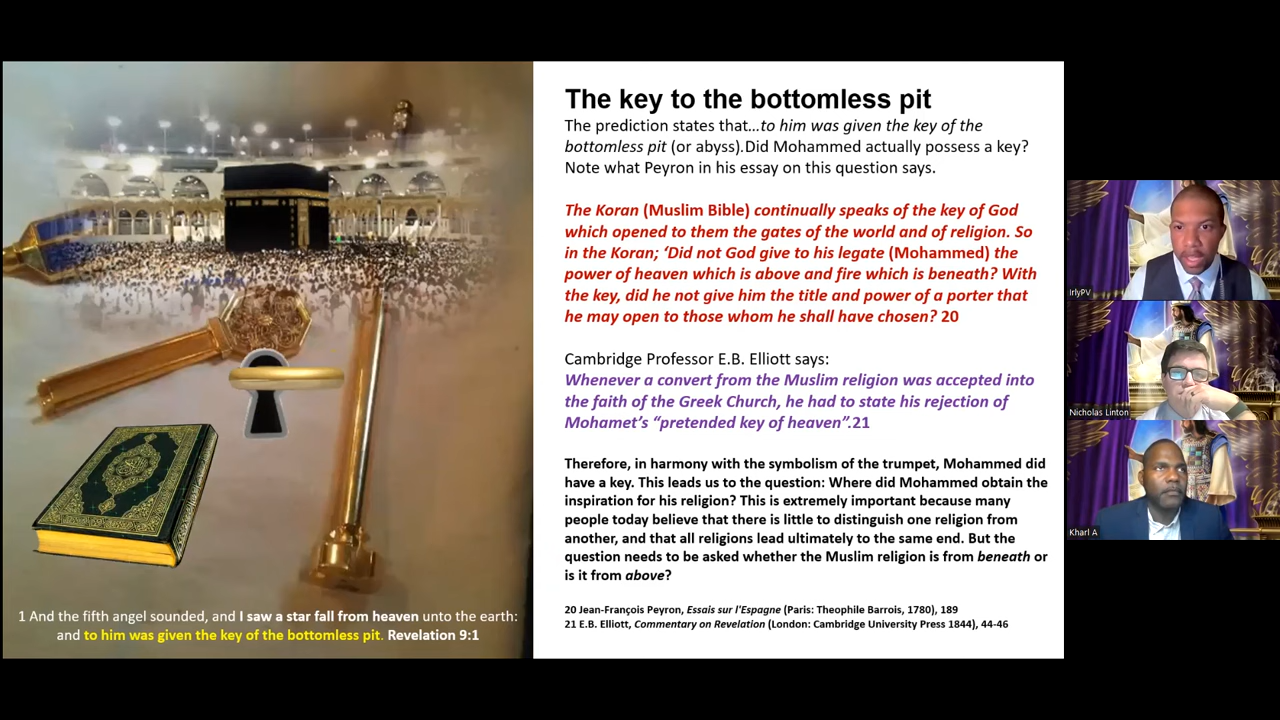 The key to the bottomless pit
The prediction states that…to him was given the key of the
bottomless pit (or abyss).Did Mohammed actually possess a key?
Note what Peyron in his essay on this question says.
The Koran (Muslim Bible) continually speaks of the key of God
which opened to them the gates of the world and of religion. So
in the Koran; ‘Did not God give to his legate (Mohammed) the
power of heaven which is above and fire which is beneath? With
the key, did he not give him the title and power of a porter that
he may open to those whom he shall have chosen? 20
Cambridge Professor E.B. Elliott says:
Whenever a convert from the Muslim religion was accepted into
the faith of the Greek Church, he had to state his rejection of
Mohamet’s “pretended key of heaven”.21
Therefore, in harmony with the symbolism of the trumpet, Mohammed did
have a key. This leads us to the question: Where did Mohammed obtain the
inspiration for his religion? This is extremely important because many
people today believe that there is little to distinguish one religion from
another, and that all religions lead ultimately to the same end. But the
question needs to be asked whether the Muslim religion is from beneath or
is it from above?
20 Jean-François Peyron, Essais sur l'Espagne (Paris: Theophile Barrois, 1780), 189
21 E.B. Elliott, Commentary on Revelation (London: Cambridge University Press 1844), 44-46
1 And the fifth angel sounded, and I saw a star fall from heaven unto the earth:
and to him was given the key of the bottomless pit. Revelation 9:1
IrlyPV
Nicholas Linton
Kharl A